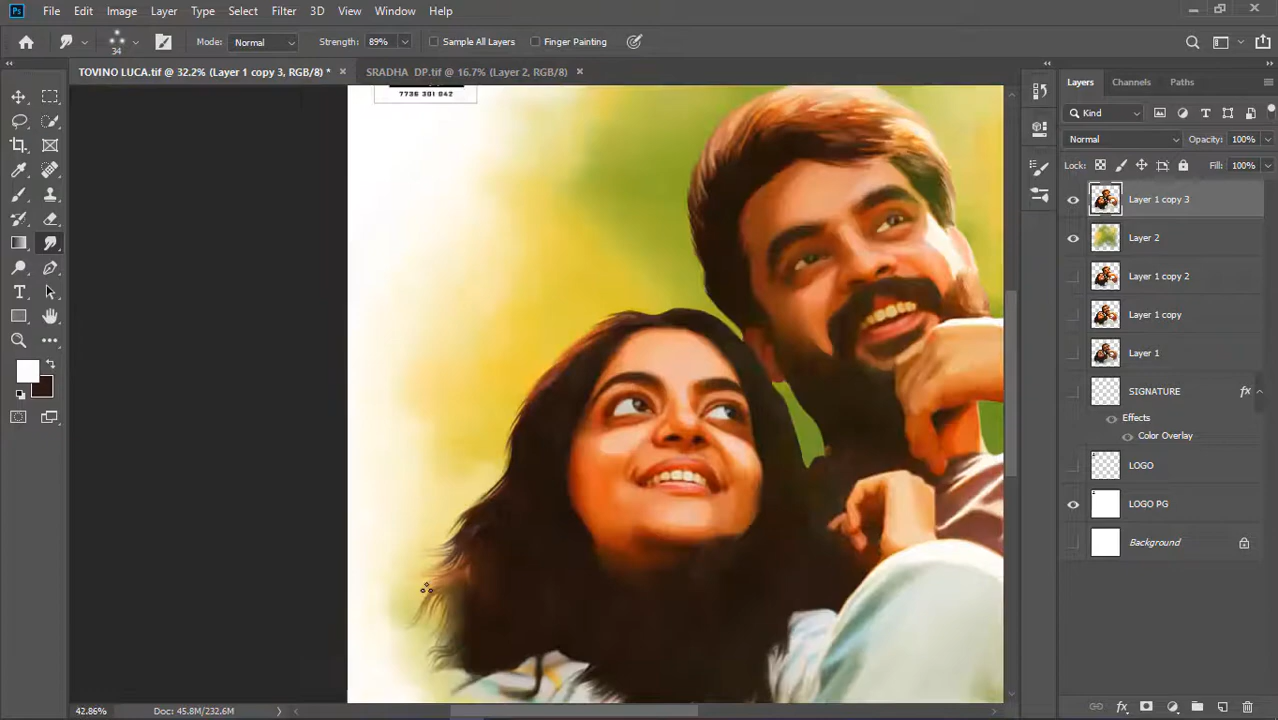 Ps File Edit Image Layer Type Select Filter 3D View Window Help
34 Mode: Normal Strength: 89% Sample All Layers Finger Painting
TOVINO LUCA.tif @ 32.2% (Layer 1 copy 3, RGB/8) * × SRADHA DP.tif @ 16.7% (Layer 2, RGB/8) ×
7736 301 042
Layers Channels Paths
Kind
Normal Opacity: 100%
Lock: Fill: 100%
Layer 1 copy 3
Layer 2
Layer 1 copy 2
Layer 1 copy
Layer 1
SIGNATURE fx
Effects
Color Overlay
LOGO
LOGO PG
Background
42.86% Doc: 45.8M/232.6M
fx